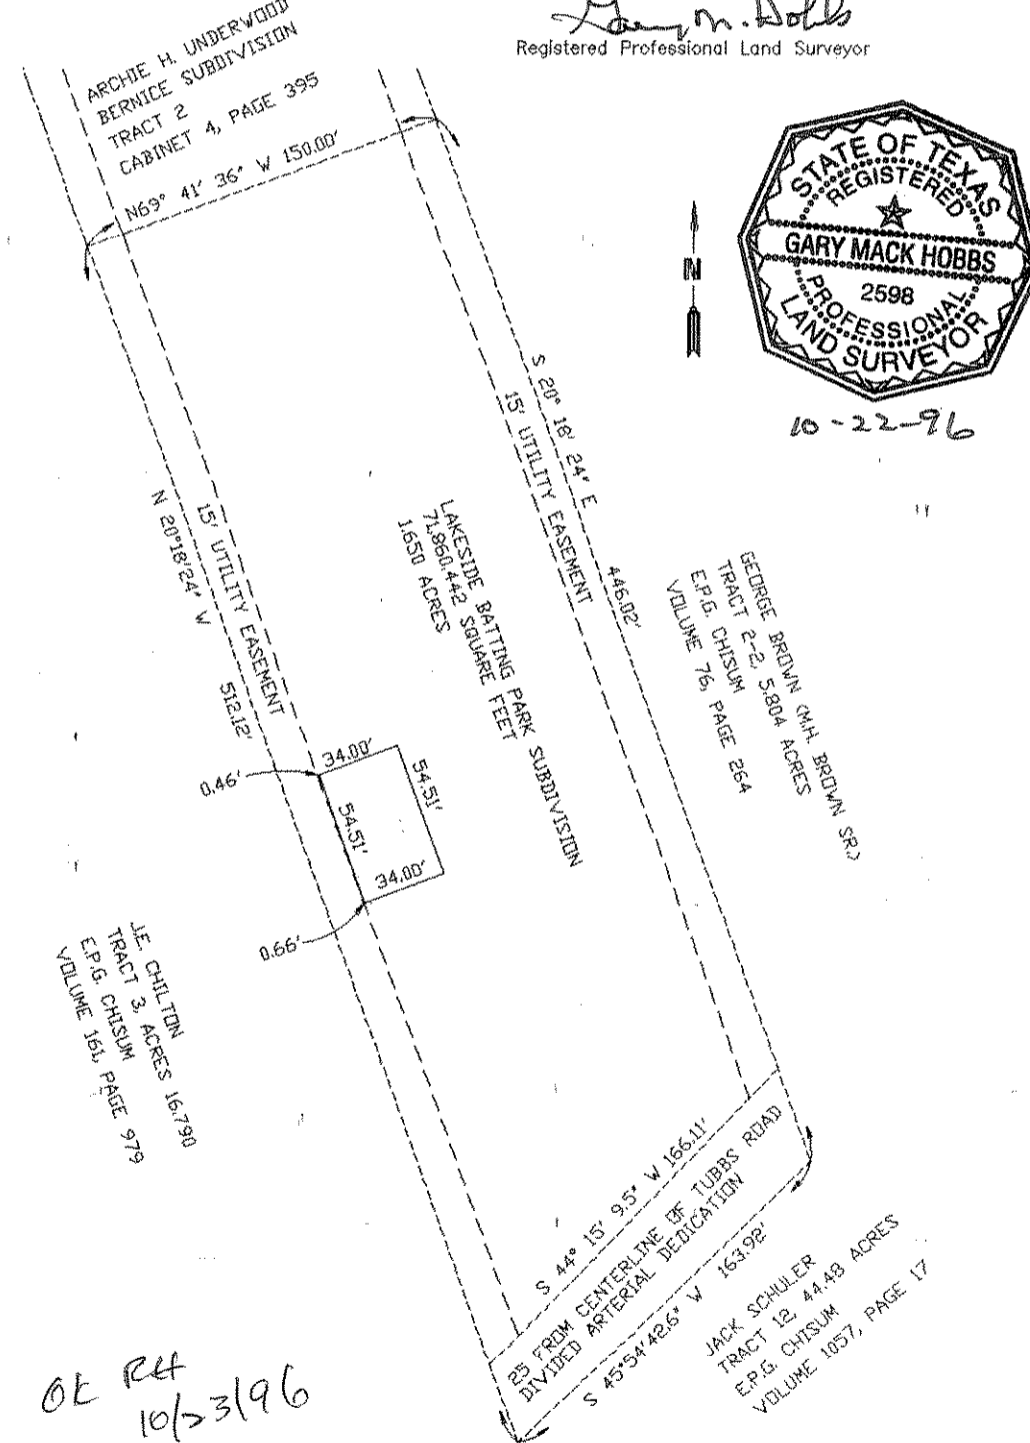 Registered Professional Land Surveyor
ARCHIE H. UNDERWOOD
BERNICE SUBDIVISION
TRACT 2
CABINET 4, PAGE 395
N69° 41' 36" W 150.00'
STATE OF TEXAS
REGISTERED
GARY MACK HOBBS
2598
PROFESSIONAL
LAND SURVEYOR
N
10-22-96
S 20° 18' 24" E
446.02'
15' UTILITY EASEMENT
N 20°18'24" W
512.12'
15' UTILITY EASEMENT
LAKESIDE BATTING PARK SUBDIVISION
71,860.442 SQUARE FEET
1.650 ACRES
GEORGE BROWN (M.H. BROWN SR.)
TRACT 2-2, 5.804 ACRES
E.P.G. CHISUM
VOLUME 76, PAGE 264
0.46'
34.00'
54.51'
54.51'
34.00'
0.66'
J.E. CHILTON
TRACT 3, ACRES 16.790
E.P.G. CHISUM
VOLUME 161, PAGE 979
S 44° 15' 9.5" W 166.11'
25 FROM CENTERLINE OF TUBBS ROAD
DIVIDED ARTERIAL DEDICATION
S 45°54'42.6" W 163.92'
JACK SCHULER
TRACT 12, 44.48 ACRES
E.P.G. CHISUM
VOLUME 1057, PAGE 17
OK RH
10/23/96